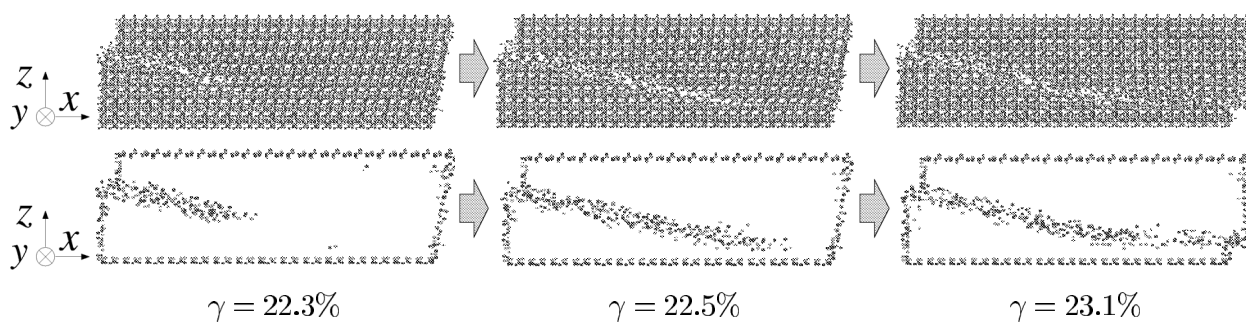 z
y x
z
y x
γ = 22.3% γ = 22.5% γ = 23.1%